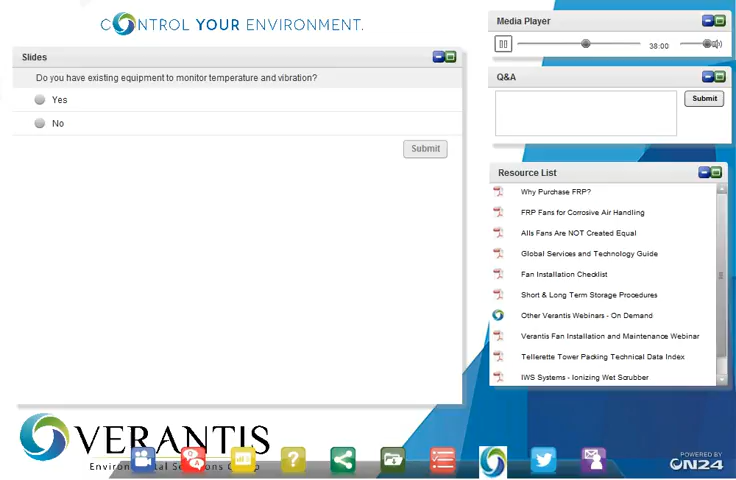 CONTROL YOUR ENVIRONMENT.
Slides
Do you have existing equipment to monitor temperature and vibration?
Yes
No
Submit
Media Player
38:00
Q&A
Submit
Resource List
Why Purchase FRP?
FRP Fans for Corrosive Air Handling
Alls Fans Are NOT Created Equal
Global Services and Technology Guide
Fan Installation Checklist
Short & Long Term Storage Procedures
Other Verantis Webinars - On Demand
Verantis Fan Installation and Maintenance Webinar
Tellerette Tower Packing Technical Data Index
IWS Systems - Ionizing Wet Scrubber
VERANTIS
Q
A
?
POWERED BY
ON24